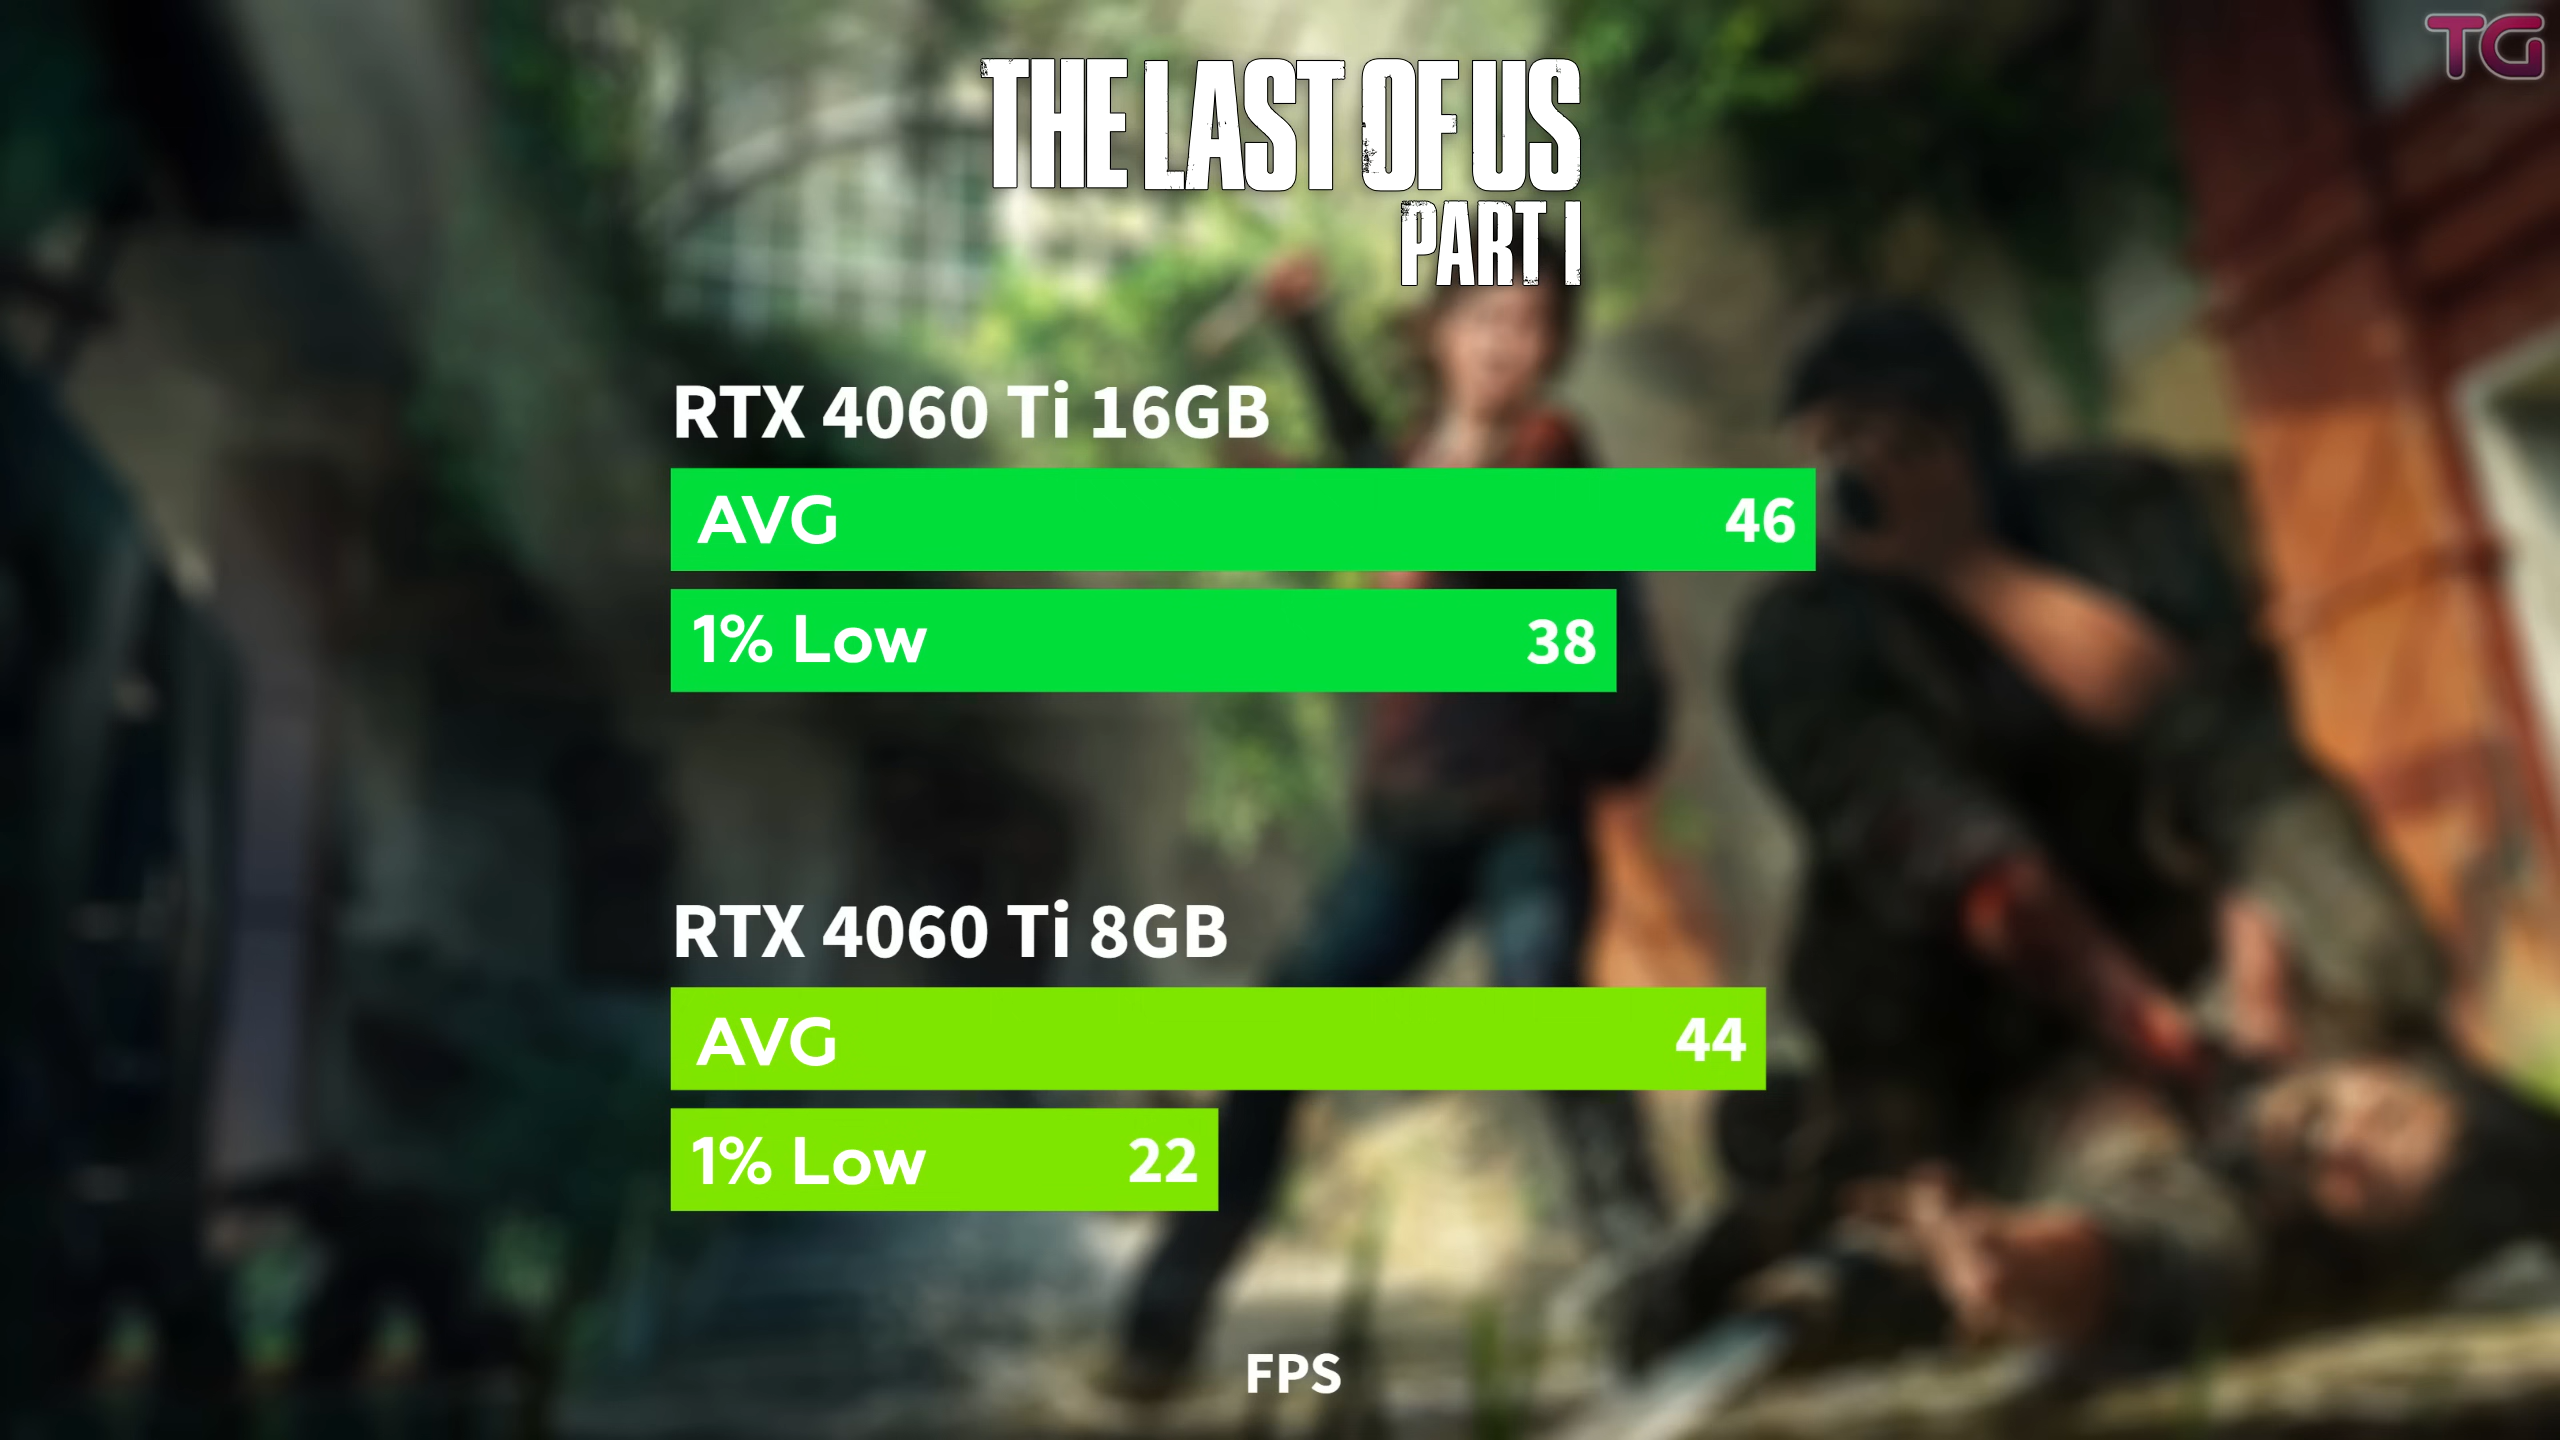 TG
THE LAST OF US
PART I
RTX 4060 Ti 16GB
AVG 46
1% Low 38
RTX 4060 Ti 8GB
AVG 44
1% Low 22
FPS